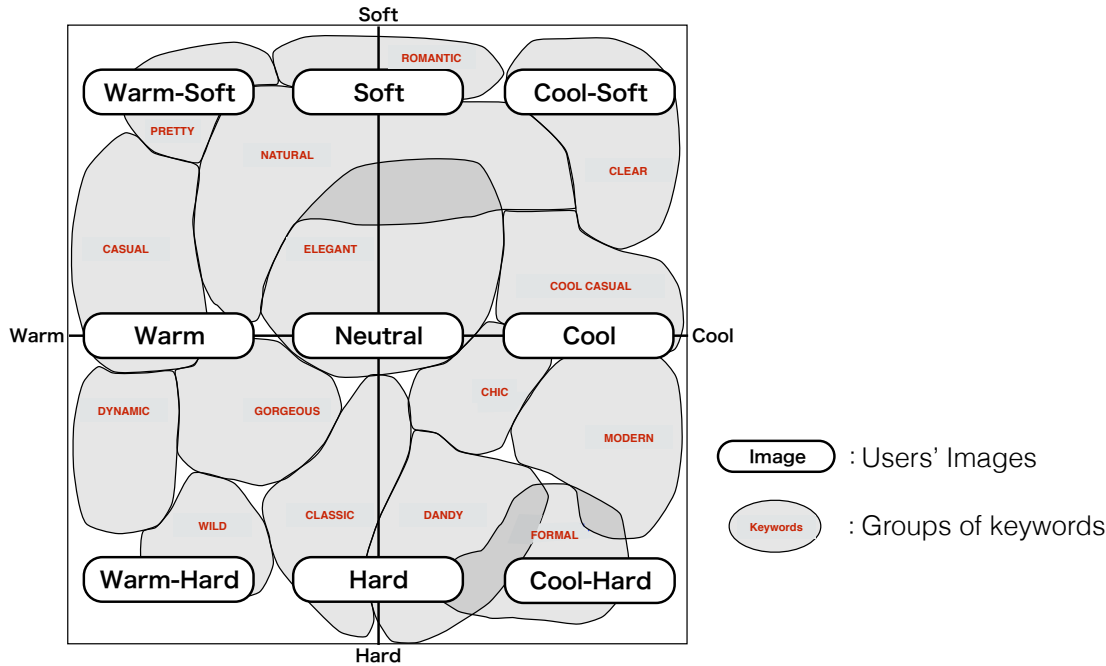 Soft
ROMANTIC
Warm-Soft
Soft
Cool-Soft
PRETTY
NATURAL
CLEAR
CASUAL
ELEGANT
COOL CASUAL
Warm
Warm
Neutral
Cool
Cool
CHIC
DYNAMIC
GORGEOUS
MODERN
Image
: Users’ Images
CLASSIC
DANDY
WILD
FORMAL
Keywords
: Groups of keywords
Warm-Hard
Hard
Cool-Hard
Hard